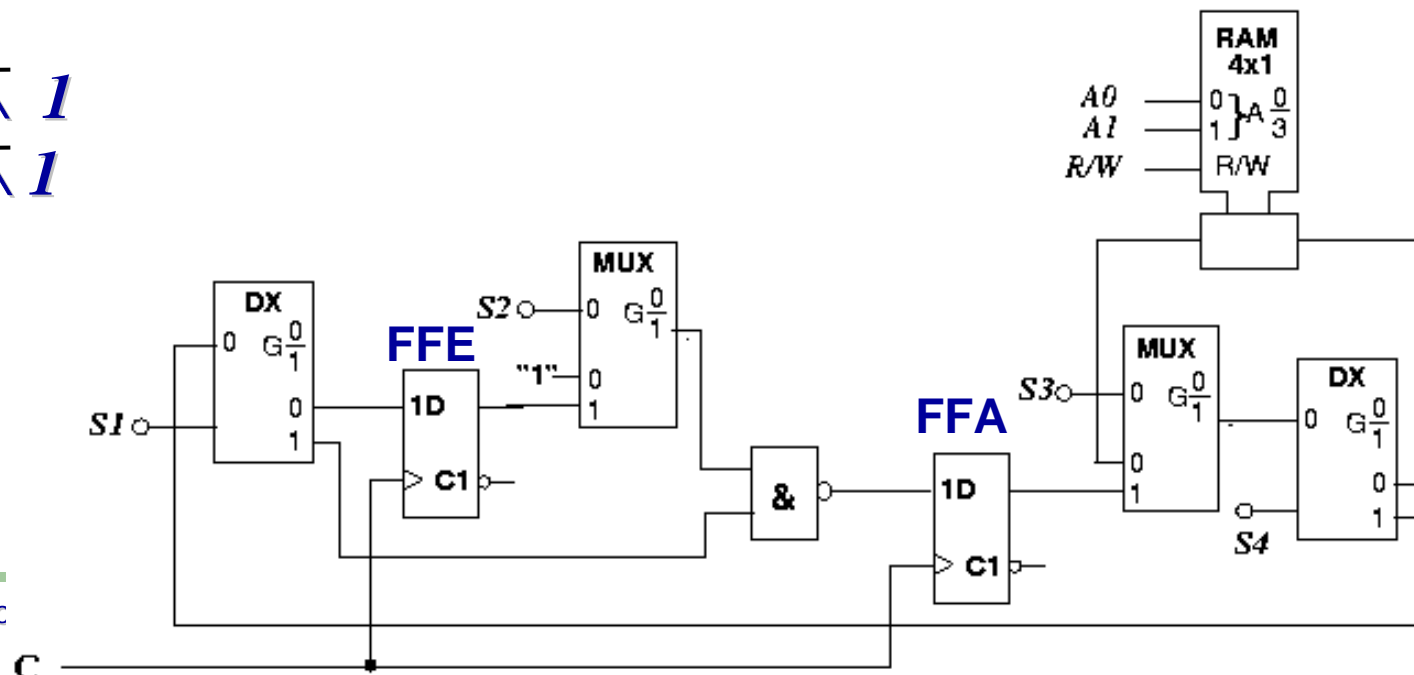 1
1
RAM
4x1
A0 0 } A 0/3
A1 1
R/W R/W
MUX
S2 0 G 0/1
"1" 0
1
DX
0 G 0/1
0
1
S1
FFE
1D
C1
&
FFA
1D
C1
MUX
S3 0 G 0/1
0
1
DX
0 G 0/1
0
1
S4
C